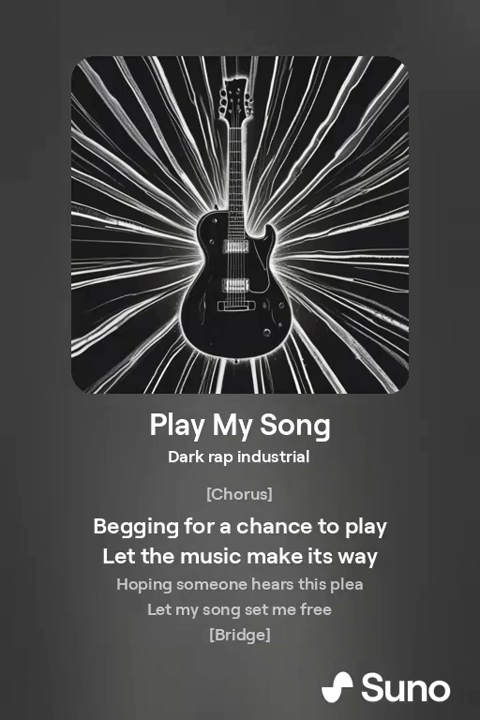 Play My Song
Dark rap industrial
[Chorus]
Begging for a chance to play
Let the music make its way
Hoping someone hears this plea
Let my song set me free
[Bridge]
Suno